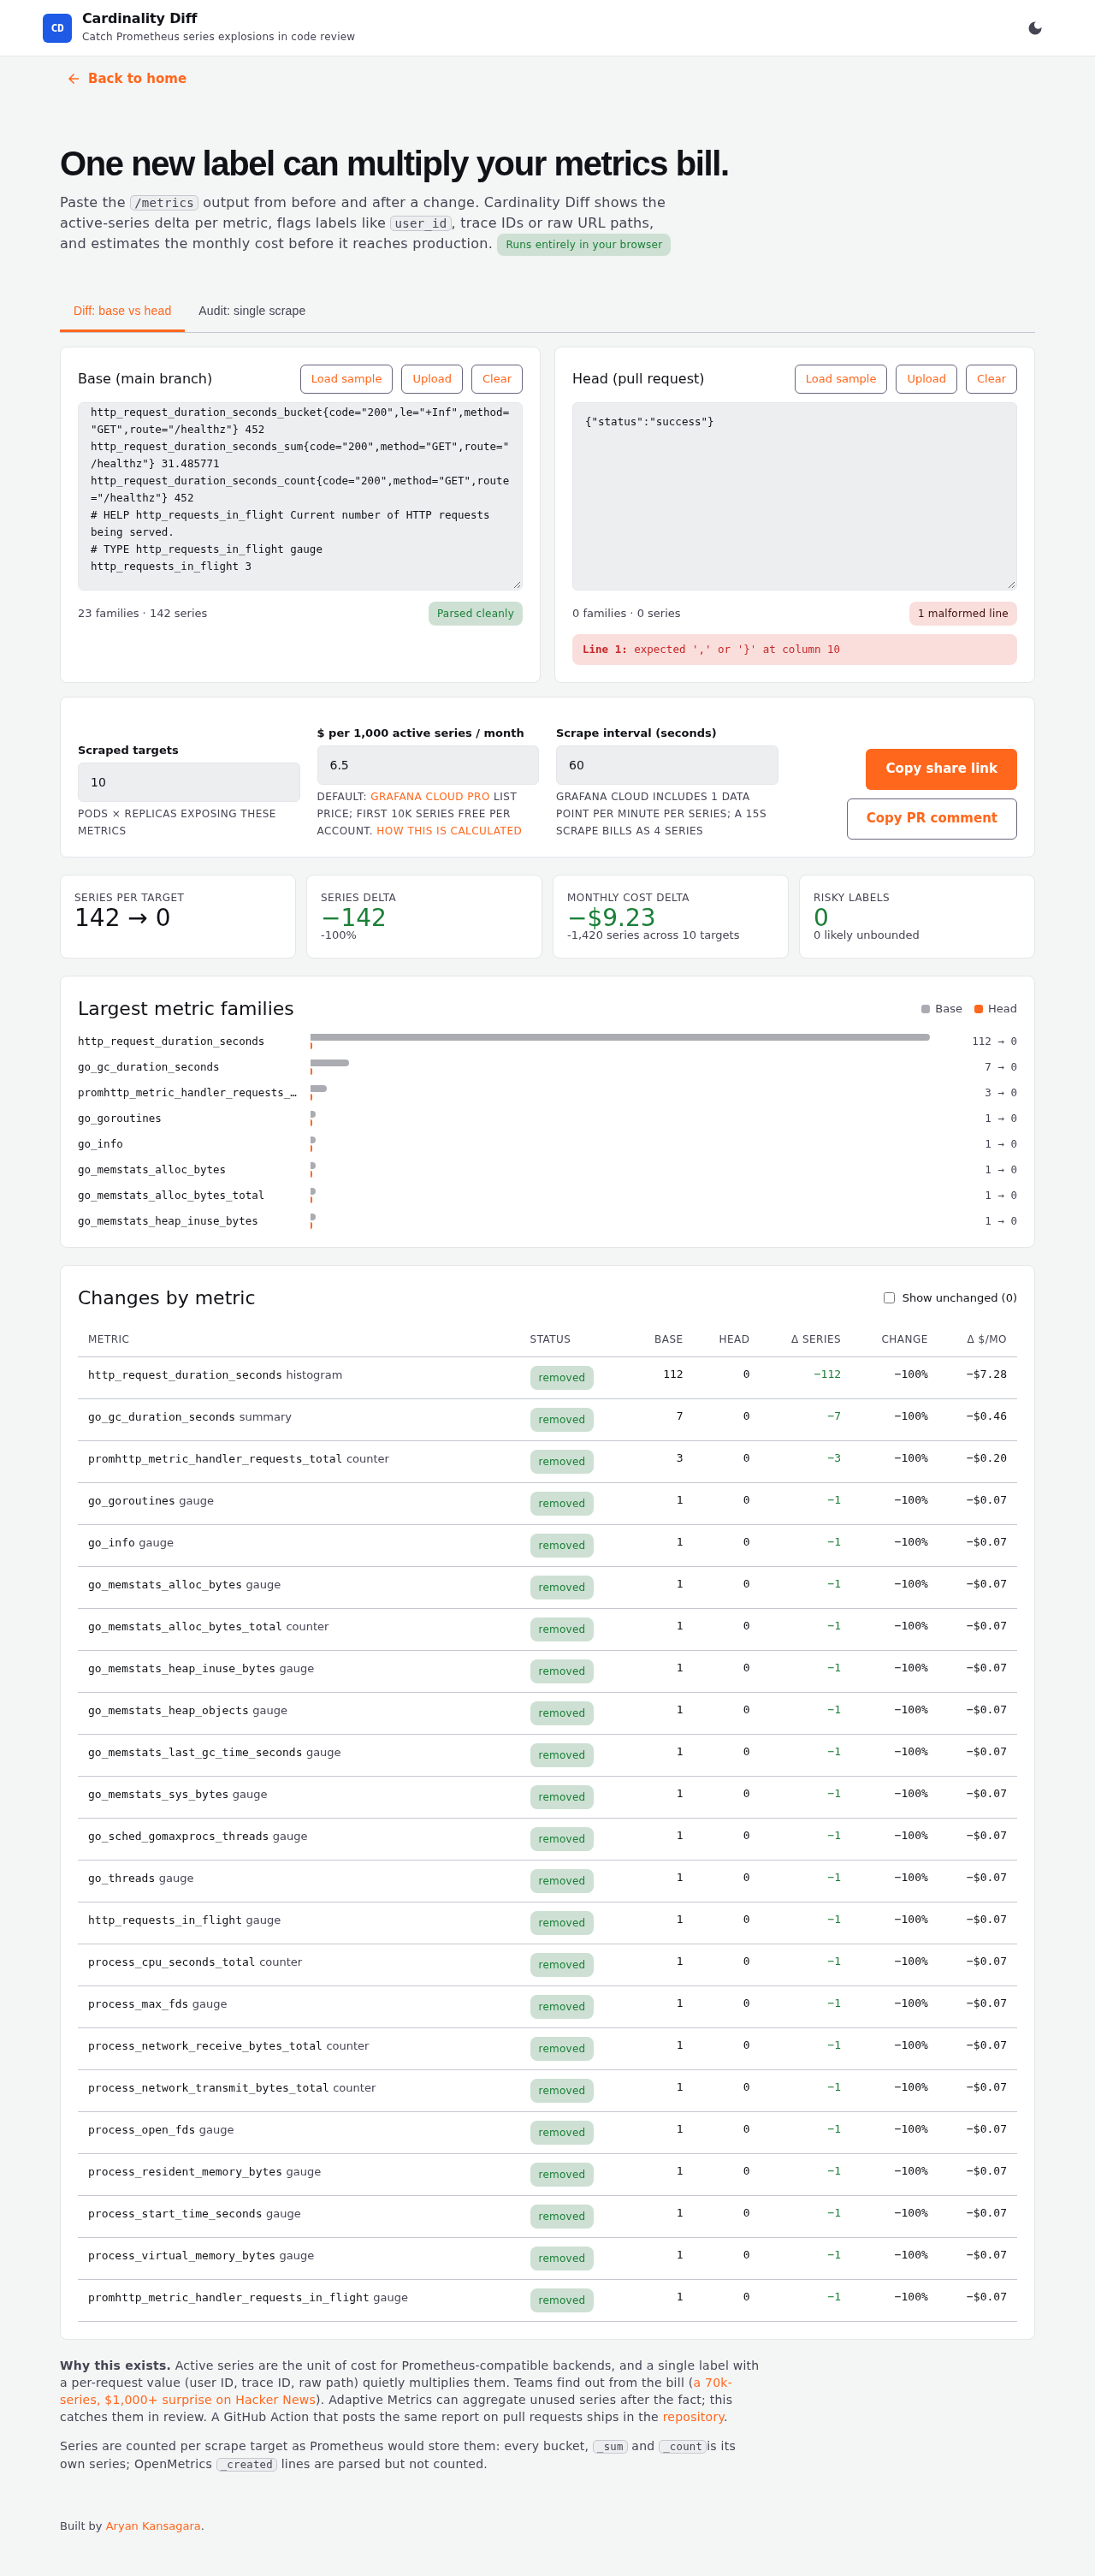 CD
Cardinality Diff
Catch Prometheus series explosions in code review
Back to home
One new label can multiply your metrics bill.
Paste the /metrics output from before and after a change. Cardinality Diff shows the
active-series delta per metric, flags labels like user_id, trace IDs or raw URL paths,
and estimates the monthly cost before it reaches production. Runs entirely in your browser
Diff: base vs head
Audit: single scrape
Base (main branch)
Load sample
Upload
Clear
http_request_duration_seconds_bucket{code="200",le="+Inf",method=
"GET",route="/healthz"} 452
http_request_duration_seconds_sum{code="200",method="GET",route="
/healthz"} 31.485771
http_request_duration_seconds_count{code="200",method="GET",route
="/healthz"} 452
# HELP http_requests_in_flight Current number of HTTP requests
being served.
# TYPE http_requests_in_flight gauge
http_requests_in_flight 3
23 families · 142 series
Parsed cleanly
Head (pull request)
Load sample
Upload
Clear
{"status":"success"}
0 families · 0 series
1 malformed line
Line 1: expected ',' or '}' at column 10
Scraped targets
10
PODS × REPLICAS EXPOSING THESE
METRICS
$ per 1,000 active series / month
6.5
DEFAULT: GRAFANA CLOUD PRO LIST
PRICE; FIRST 10K SERIES FREE PER
ACCOUNT. HOW THIS IS CALCULATED
Scrape interval (seconds)
60
GRAFANA CLOUD INCLUDES 1 DATA
POINT PER MINUTE PER SERIES; A 15S
SCRAPE BILLS AS 4 SERIES
Copy share link
Copy PR comment
SERIES PER TARGET
142 → 0
SERIES DELTA
−142
-100%
MONTHLY COST DELTA
−$9.23
-1,420 series across 10 targets
RISKY LABELS
0
0 likely unbounded
Largest metric families
Base Head
http_request_duration_seconds 112 → 0
go_gc_duration_seconds 7 → 0
promhttp_metric_handler_requests_… 3 → 0
go_goroutines 1 → 0
go_info 1 → 0
go_memstats_alloc_bytes 1 → 0
go_memstats_alloc_bytes_total 1 → 0
go_memstats_heap_inuse_bytes 1 → 0
Changes by metric
Show unchanged (0)
METRIC STATUS BASE HEAD Δ SERIES CHANGE Δ $/MO
http_request_duration_seconds histogram removed 112 0 −112 −100% −$7.28
go_gc_duration_seconds summary removed 7 0 −7 −100% −$0.46
promhttp_metric_handler_requests_total counter removed 3 0 −3 −100% −$0.20
go_goroutines gauge removed 1 0 −1 −100% −$0.07
go_info gauge removed 1 0 −1 −100% −$0.07
go_memstats_alloc_bytes gauge removed 1 0 −1 −100% −$0.07
go_memstats_alloc_bytes_total counter removed 1 0 −1 −100% −$0.07
go_memstats_heap_inuse_bytes gauge removed 1 0 −1 −100% −$0.07
go_memstats_heap_objects gauge removed 1 0 −1 −100% −$0.07
go_memstats_last_gc_time_seconds gauge removed 1 0 −1 −100% −$0.07
go_memstats_sys_bytes gauge removed 1 0 −1 −100% −$0.07
go_sched_gomaxprocs_threads gauge removed 1 0 −1 −100% −$0.07
go_threads gauge removed 1 0 −1 −100% −$0.07
http_requests_in_flight gauge removed 1 0 −1 −100% −$0.07
process_cpu_seconds_total counter removed 1 0 −1 −100% −$0.07
process_max_fds gauge removed 1 0 −1 −100% −$0.07
process_network_receive_bytes_total counter removed 1 0 −1 −100% −$0.07
process_network_transmit_bytes_total counter removed 1 0 −1 −100% −$0.07
process_open_fds gauge removed 1 0 −1 −100% −$0.07
process_resident_memory_bytes gauge removed 1 0 −1 −100% −$0.07
process_start_time_seconds gauge removed 1 0 −1 −100% −$0.07
process_virtual_memory_bytes gauge removed 1 0 −1 −100% −$0.07
promhttp_metric_handler_requests_in_flight gauge removed 1 0 −1 −100% −$0.07
Why this exists. Active series are the unit of cost for Prometheus-compatible backends, and a single label with
a per-request value (user ID, trace ID, raw path) quietly multiplies them. Teams find out from the bill (a 70k-
series, $1,000+ surprise on Hacker News). Adaptive Metrics can aggregate unused series after the fact; this
catches them in review. A GitHub Action that posts the same report on pull requests ships in the repository.
Series are counted per scrape target as Prometheus would store them: every bucket, _sum and _count is its
own series; OpenMetrics _created lines are parsed but not counted.
Built by Aryan Kansagara.